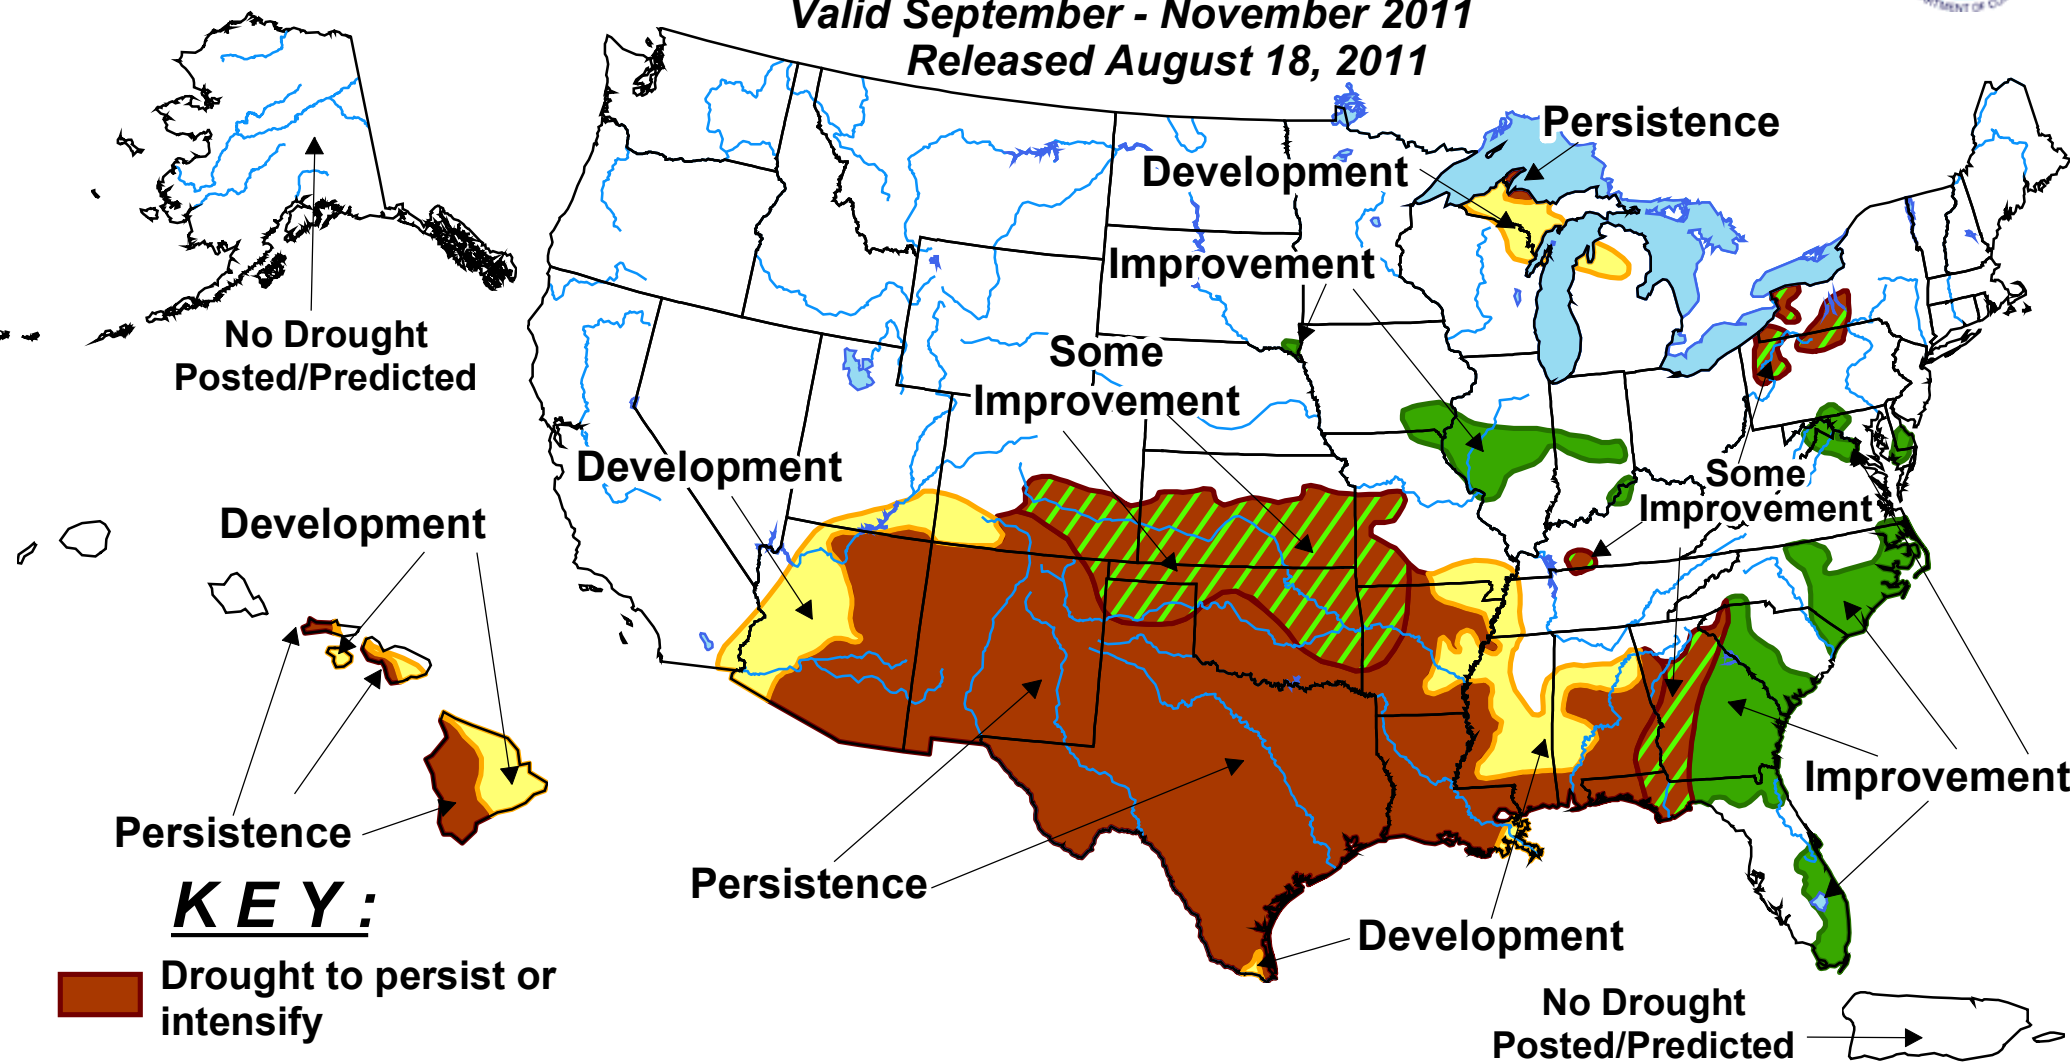 Valid September - November 2011
Released August 18, 2011
Persistence
Development
Improvement
No Drought
Posted/Predicted
Some
Improvement
Development
Some
Improvement
Development
Improvement
Persistence
Persistence
Development
KEY:
Drought to persist or
intensify
No Drought
Posted/Predicted